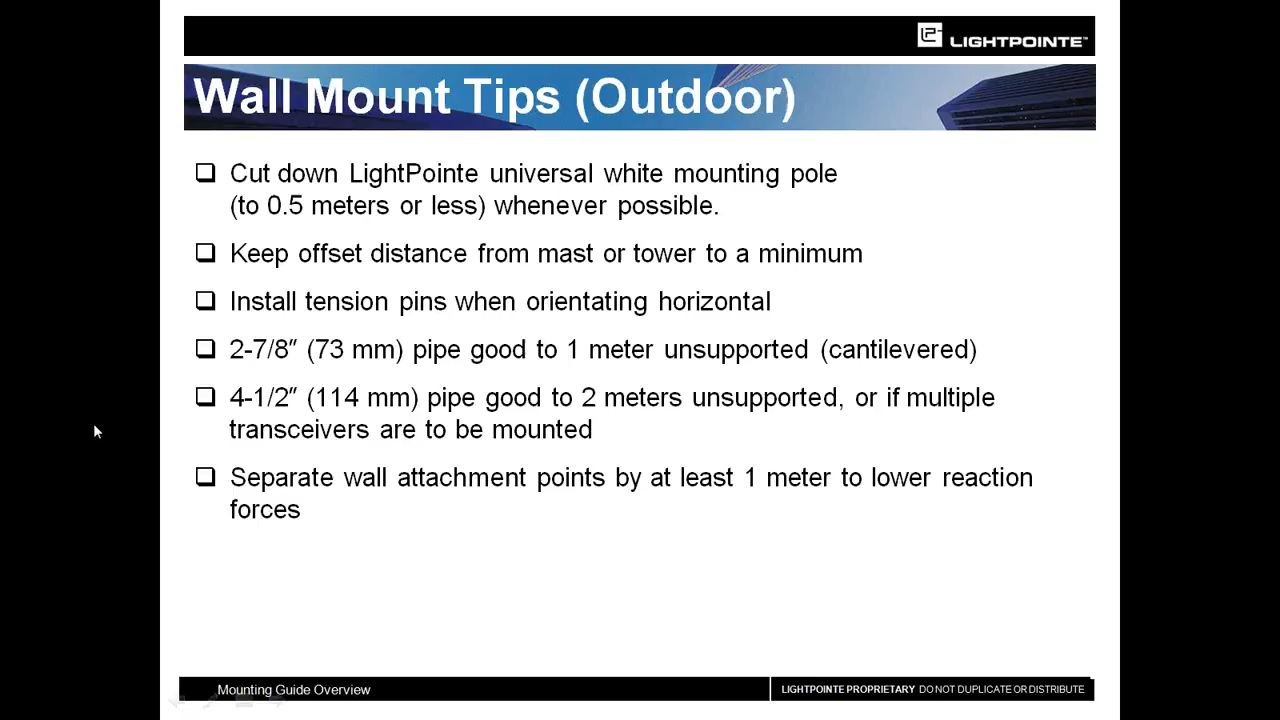 LIGHTPOINTE™
Wall Mount Tips (Outdoor)
❑ Cut down LightPointe universal white mounting pole
(to 0.5 meters or less) whenever possible.
❑ Keep offset distance from mast or tower to a minimum
❑ Install tension pins when orientating horizontal
❑ 2-7/8″ (73 mm) pipe good to 1 meter unsupported (cantilevered)
❑ 4-1/2″ (114 mm) pipe good to 2 meters unsupported, or if multiple
transceivers are to be mounted
❑ Separate wall attachment points by at least 1 meter to lower reaction
forces
Mounting Guide Overview
LIGHTPOINTE PROPRIETARY DO NOT DUPLICATE OR DISTRIBUTE